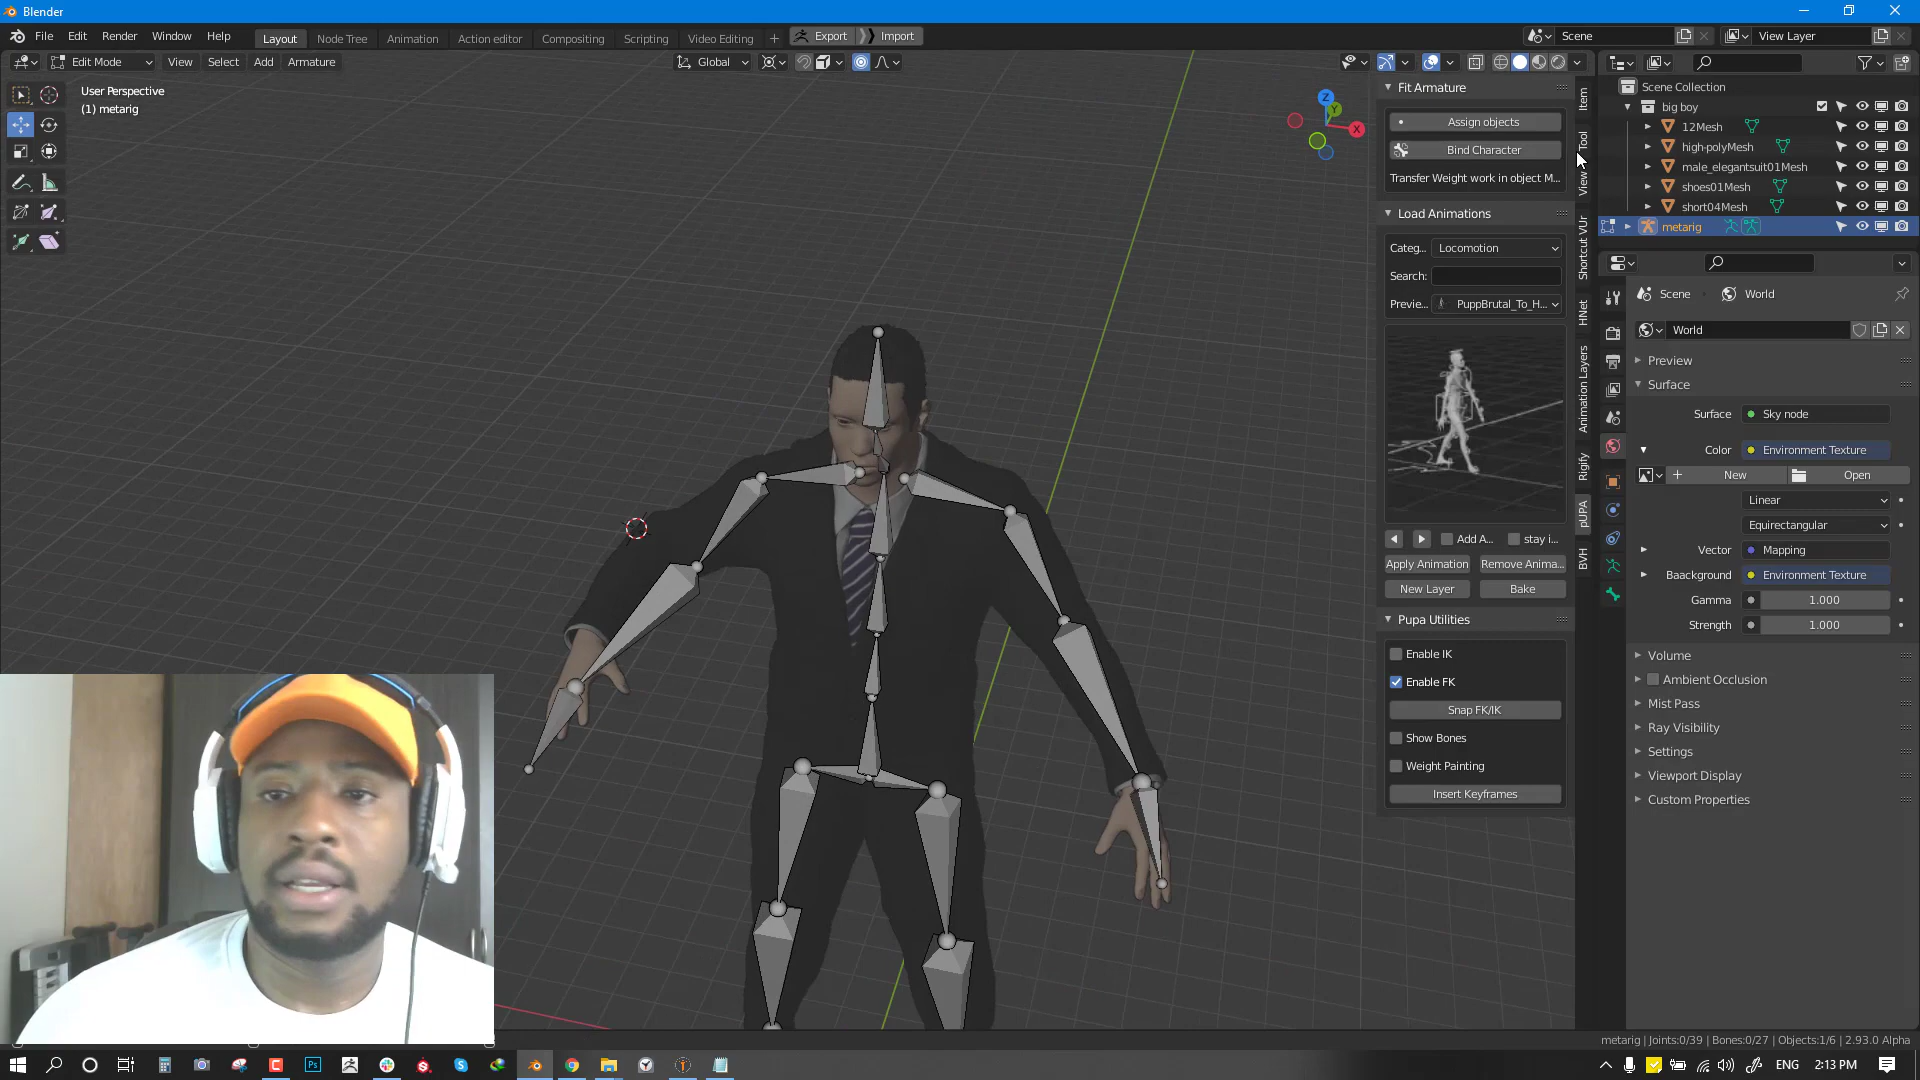 Blender
File Edit Render Window Help
Layout Node Tree Animation Action editor Compositing Scripting Video Editing + Export Import
Scene
View Layer
Edit Mode View Select Add Armature
Global
User Perspective
(1) metarig
Z
Y
X
Fit Armature
Assign objects
Bind Character
Transfer Weight work in object M...
Load Animations
Categ... Locomotion
Search:
Previe... PuppBrutal_To_H...
Add A... stay i...
Apply Animation Remove Anima...
New Layer Bake
Pupa Utilities
Enable IK
Enable FK
Snap FK/IK
Show Bones
Weight Painting
Insert Keyframes
Item
Tool
View
Shortcut VUr
HNet
Animation Layers
Rigify
pUPA
BVH
Scene Collection
big boy
12Mesh
high-polyMesh
male_elegantsuit01Mesh
shoes01Mesh
short04Mesh
metarig
Scene World
World
Preview
Surface
Surface Sky node
Color Environment Texture
New Open
Linear
Equirectangular
Vector Mapping
Baackground Environment Texture
Gamma 1.000
Strength 1.000
Volume
Ambient Occlusion
Mist Pass
Ray Visibility
Settings
Viewport Display
Custom Properties
metarig | Joints:0/39 | Bones:0/27 | Objects:1/6 | 2.93.0 Alpha
ENG 2:13 PM